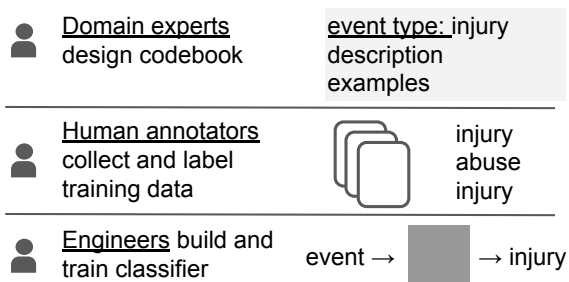 Domain experts
design codebook
event type: injury
description
examples
Human annotators
collect and label
training data
injury
abuse
injury
Engineers build and
train classifier
event → → injury